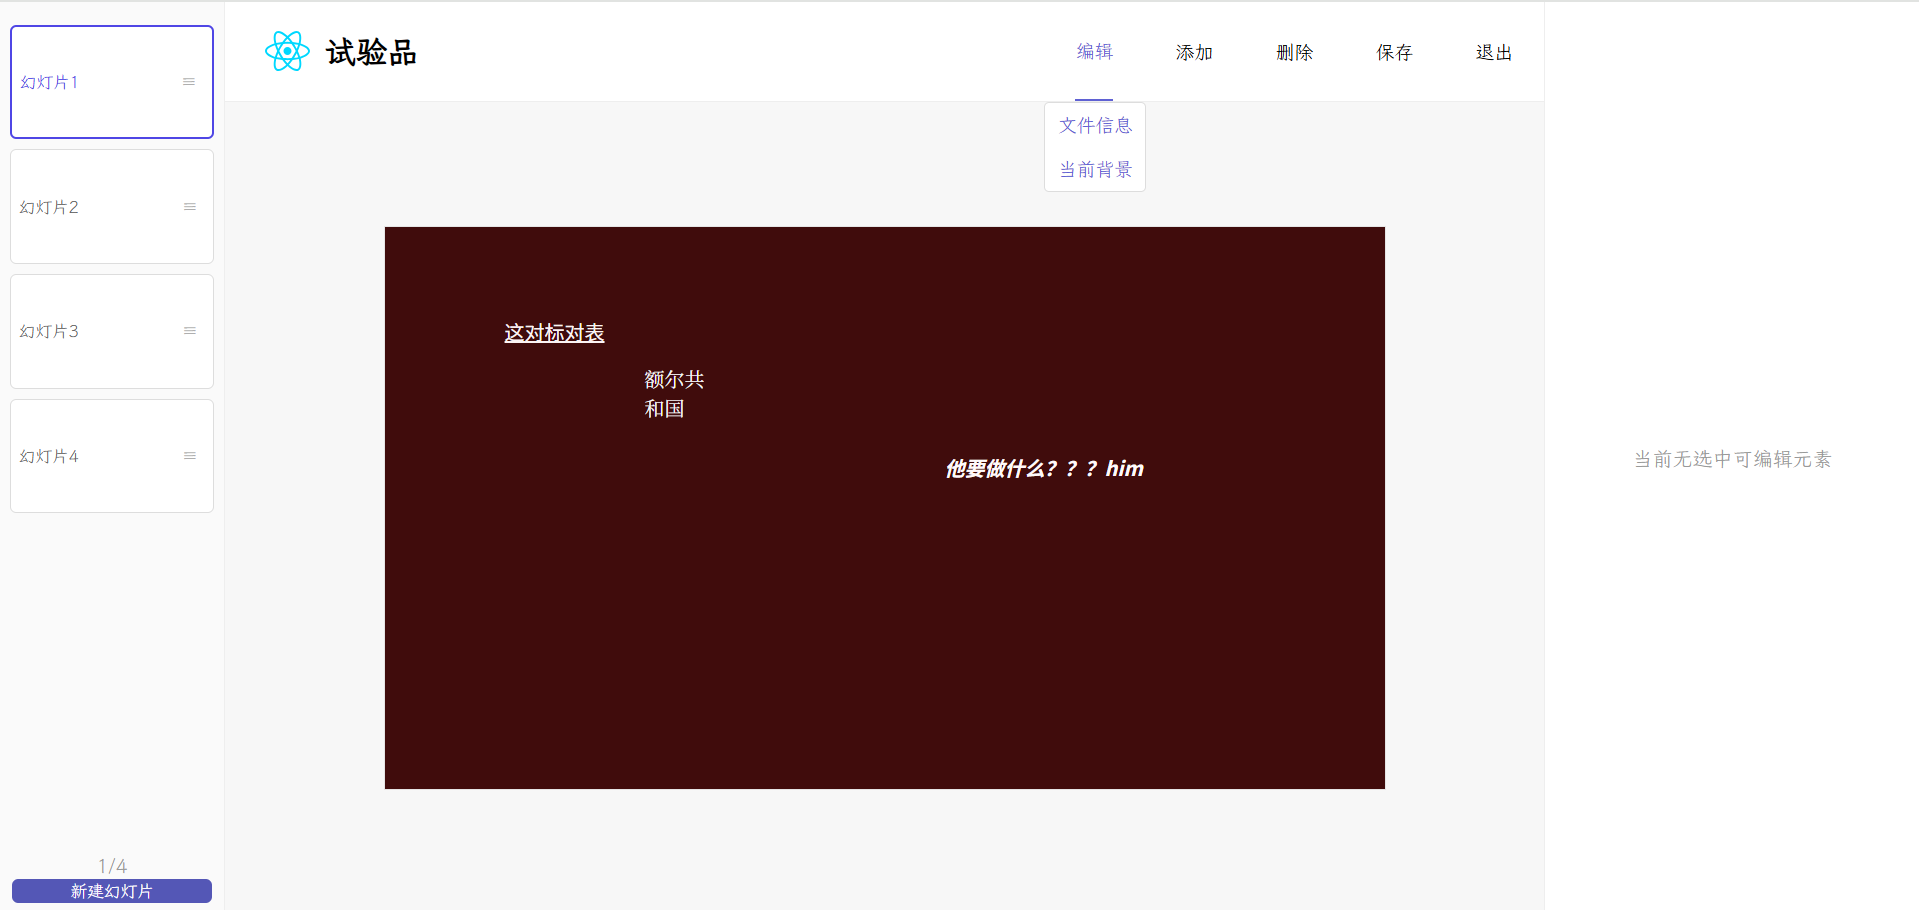 幻灯片1
幻灯片2
幻灯片3
幻灯片4
1/4
新建幻灯片
试验品
编辑
添加
删除
保存
退出
文件信息
当前背景
这对标对表
额尔共
和国
他要做什么？？？him
当前无选中可编辑元素